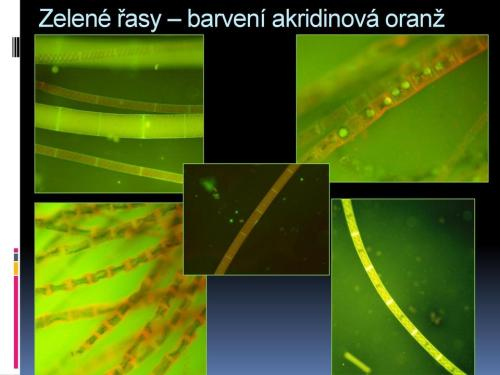 Zelené řasy – barvení akridinová oranž